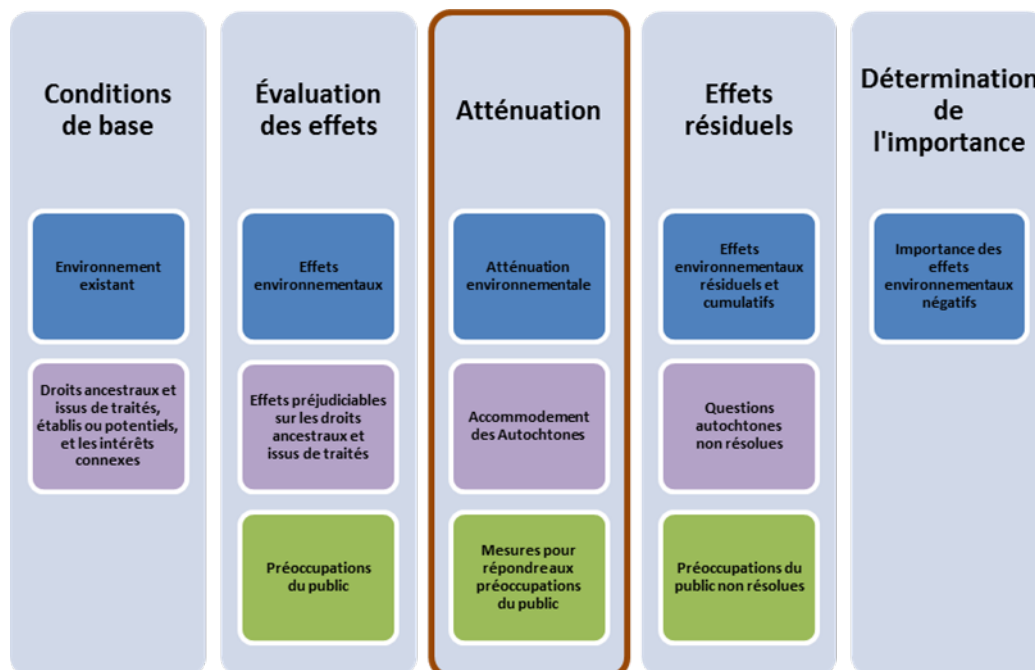 Conditions
de base
Environnement
existant
Droits ancestraux et
issus de traités,
établis ou potentiels,
et les intérêts
connexes
Évaluation
des effets
Effets
environnementaux
Effets préjudiciables
sur les droits
ancestraux et
issus de traités
Préoccupations
du public
Atténuation
Atténuation
environnementale
Accommodement
des Autochtones
Mesures pour
répondre aux
préoccupations
du public
Effets
résiduels
Effets
environnementaux
résiduels et
cumulatifs
Questions
autochtones
non résolues
Préoccupations du
public non résolues
Détermination
de
l'importance
Importance des
effets
environnementaux
négatifs